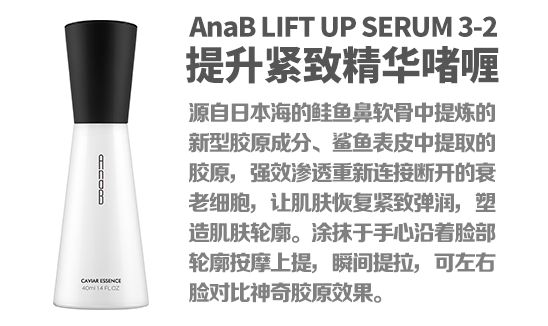 AnaB LIFT UP SERUM 3-2
提升紧致精华啫喱
源自日本海的鲑鱼鼻软骨中提炼的
新型胶原成分、鲨鱼表皮中提取的
胶原，强效渗透重新连接断开的衰
老细胞，让肌肤恢复紧致弹润，塑
造肌肤轮廓。涂抹于手心沿着脸部
轮廓按摩上提，瞬间提拉，可左右
脸对比神奇胶原效果。
AnaB
CAVIAR ESSENCE
40ml 1.4 FL.OZ